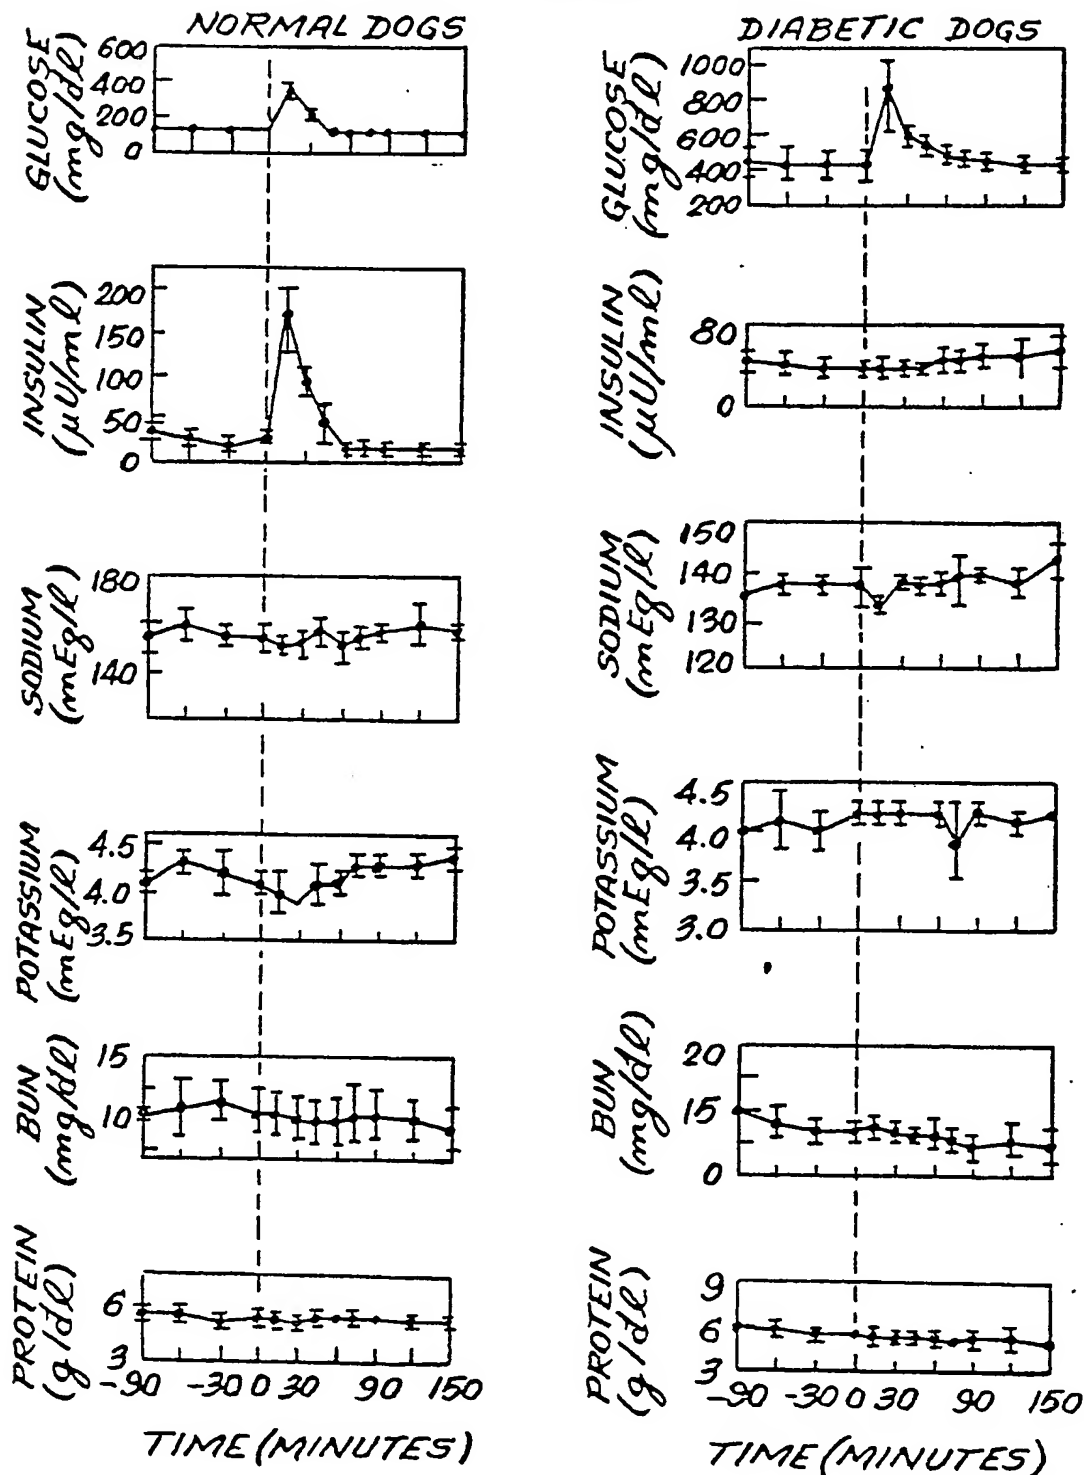 NORMAL DOGS
GLUCOSE
(mg/dl)
600
400
200
0
INSULIN
(μU/ml)
200
150
100
50
0
SODIUM
(mEq/l)
180
140
POTASSIUM
(mEq/l)
4.5
4.0
3.5
BUN
(mg/dl)
15
10
PROTEIN
(g/dl)
6
3
-90 -30 0 30 90 150
TIME (MINUTES)
DIABETIC DOGS
GLUCOSE
(mg/dl)
1000
800
600
400
200
INSULIN
(μU/ml)
80
0
SODIUM
(mEq/l)
150
140
130
120
POTASSIUM
(mEq/l)
4.5
4.0
3.5
3.0
BUN
(mg/dl)
20
15
0
PROTEIN
(g/dl)
9
6
3
-90 -30 0 30 90 150
TIME (MINUTES)